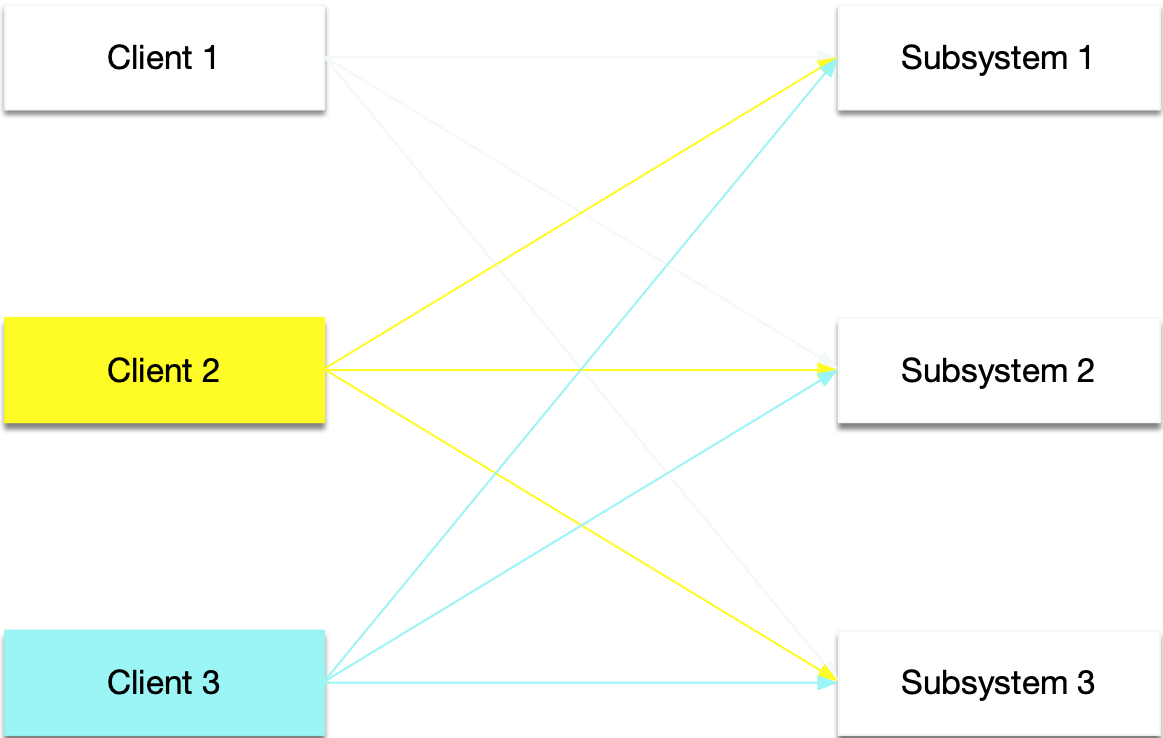 Client 1
Subsystem 1
Client 2
Subsystem 2
Client 3
Subsystem 3